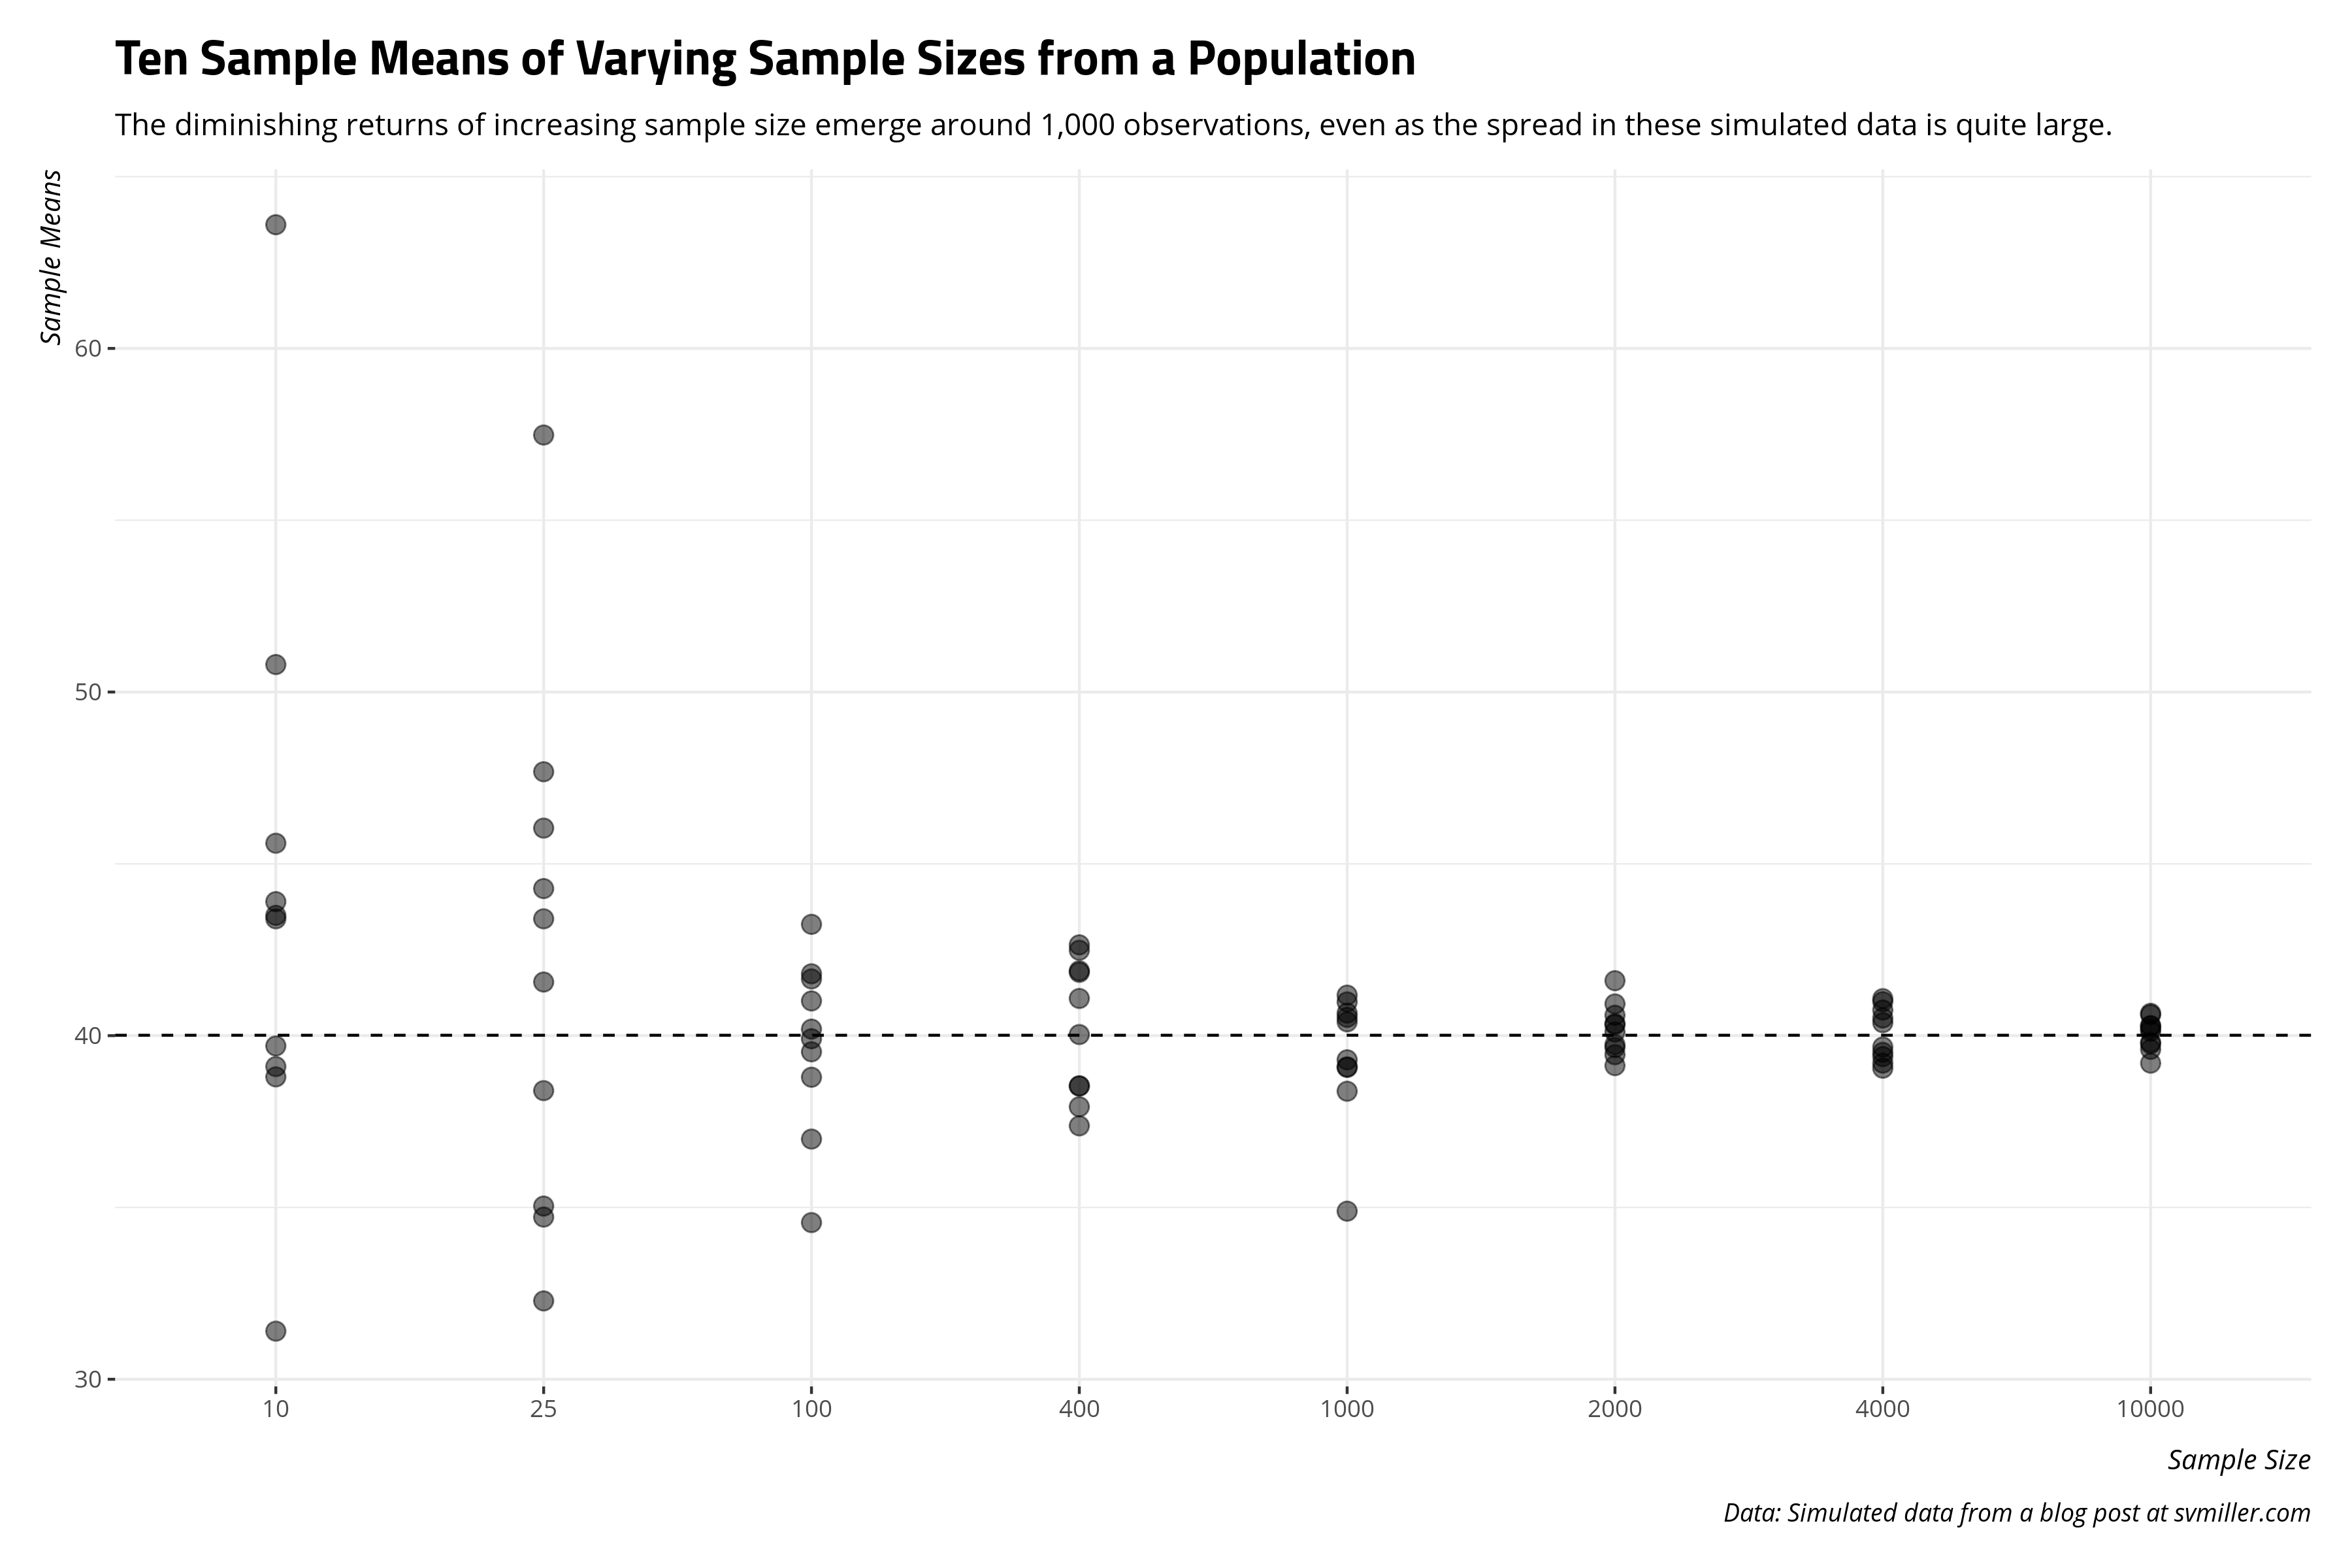 Ten Sample Means of Varying Sample Sizes from a Population
The diminishing returns of increasing sample size emerge around 1,000 observations, even as the spread in these simulated data is quite large.
Sample Means
60
50
40
30
10 25 100 400 1000 2000 4000 10000
Sample Size
Data: Simulated data from a blog post at svmiller.com